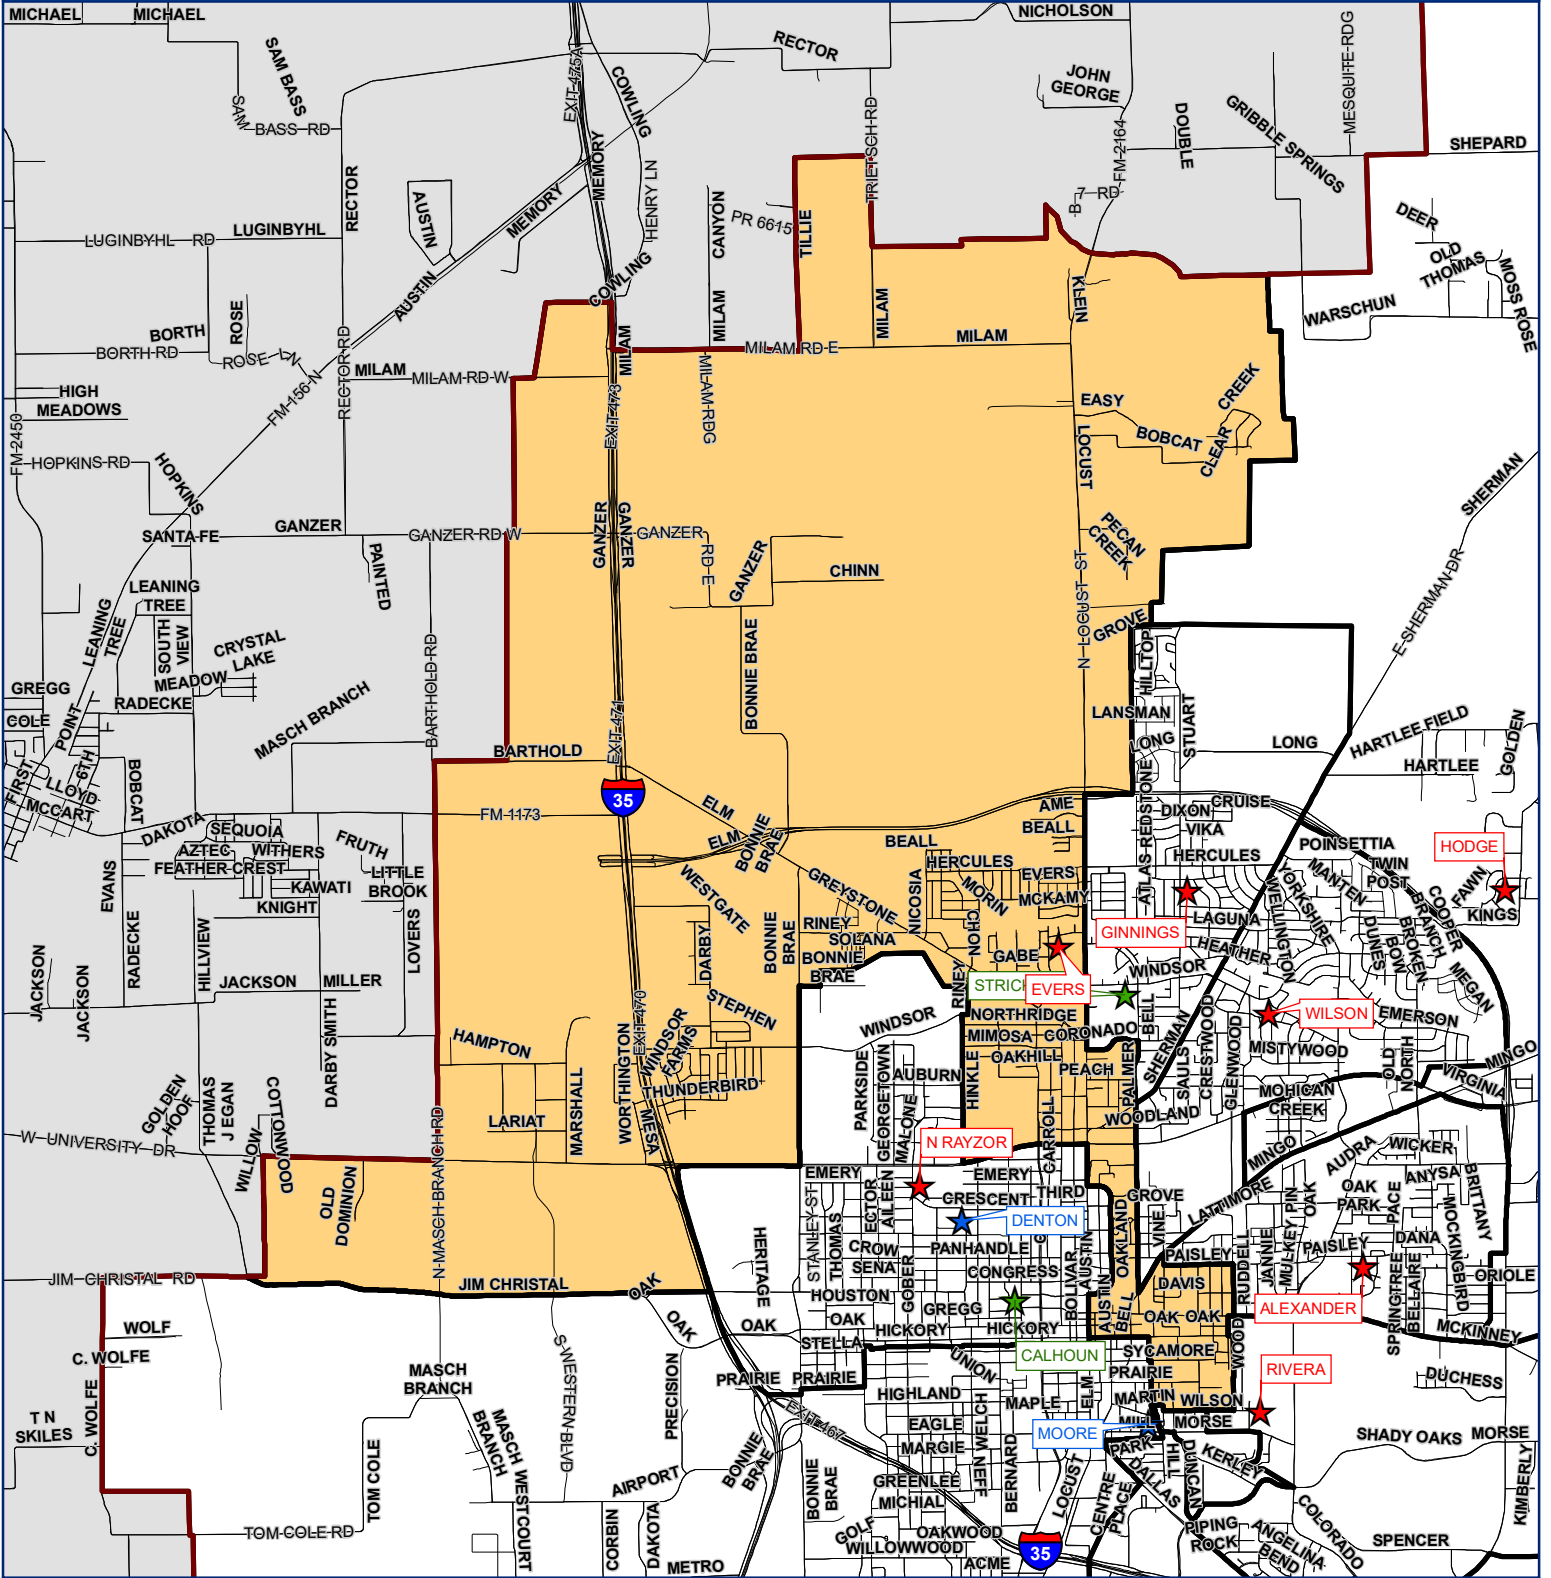 MICHAEL
MICHAEL
NICHOLSON
RECTOR
SAM BASS
SAM
BASS RD
EXIT 475A
COWLING
JOHN
GEORGE
FM-2164
DOUBLE
GRIBBLE SPRINGS
MESQUITE RDG
SHEPARD
TRIETSCH-RD
RECTOR
AUSTIN
MEMORY
MEMORY
HENRY LN
CANYON
PR 6615
TILLIE
B
7 RD
DEER
OLD
THOMAS
MOSS ROSE
LUGINBYHL RD
LUGINBYHL
AUSTIN
COWLING
KLEIN
WARSCHUN
BORTH
ROSE
BORTH-RD
ROSE LN
RECTOR-RD
MILAM
MILAM-RD-W
MILAM
MILAM
MILAM RD E
MILAM
MILAM
MILAM-RDG
FM-156 N
HIGH
MEADOWS
FM-2450
EXIT-473
EASY
CREEK
BOBCAT
CLEAR
LOCUST
HOPKINS-RD
HOPKINS
SHERMAN
SANTA FE
GANZER
GANZER-RD W
GANZER
GANZER
GANZER
RD E
GANZER
CHINN
PECAN
CREEK
PAINTED
LEANING
TREE
LEANING
TREE
SOUTH
VIEW
CRYSTAL
LAKE
MEADOW
BARTHOLD-RD
BONNIE BRAE
N LOCUST ST
GROVE
HILLTOP
E-SHERMAN-DR
GREGG
RADECKE
COLE
POINT
MASCH BRANCH
BARTHOLD
EXIT-471
LANSMAN
STUART
LONG
LONG
HARTLEE FIELD
HARTLEE
GOLDEN
FIRST
6TH
LLOYD
MCCART
BOBCAT
DAKOTA
SEQUOIA
AZTEC
WITHERS
FEATHER-CREST
KAWATI
KNIGHT
FRUTH
LITTLE
BROOK
LOVERS
FM 1173
35
ELM
ELM
BONNIE
BRAE
AME
BEALL
BEALL
ATLAS-REDSTONE
DIXON
CRUISE
VIKA
HERCULES
HERCULES
POINSETTIA
HODGE
EVANS
RADECKE
HILLVIEW
WESTGATE
GREYSTONE
NICOSIA
MORIN
EVERS
MCKAMY
MANTEN
TWIN
POST
FAWN
KINGS
YORKSHIRE
WELLINGTON
LAGUNA
GINNINGS
COOPER
BRANCH
BROKEN
BOW
DUNES
JACKSON
JACKSON
JACKSON
MILLER
DARBY
BONNIE
BRAE
RINEY
SOLANA
BONNIE
BRAE
NOH
GABE
RINEY
STRICK
EVERS
WINDSOR
HEATHER
MEGAN
WILSON
EMERSON
MISTYWOOD
DARBY SMITH
HAMPTON
WORTHINGTON
EXIT 470
WINDSOR
FARMS
STEPHEN
WINDSOR
NORTHRIDGE
MIMOSA
OAKHILL
CORONADO
BELL
PEACH
PALMER
SHERMAN
SAULS
CRESTWOOD
GLENWOOD
OLD
NORTH
MINGO
VIRGINIA
MOHICAN
CREEK
GOLDEN
HOOF
THOMAS
J EGAN
COTTONWOOD
WILLOW
W-UNIVERSITY DR
LARIAT
MARSHALL
THUNDERBIRD
MESA
PARKSIDE
GEORGETOWN
MALONE
AUBURN
HINKLE
CARROLL
WOODLAND
MINGO
AUDRA
WICKER
N RAYZOR
EMERY
EMERY
ANYSA
BRITTANY
OLD
DOMINION
N-MASCH-BRANCH-RD
STANLEY-ST
THOMAS
ECTOR
AILEEN
CRESCENT
THIRD
GROVE
VINE
LATTIMORE
OAK
OAK
PARK
PACE
MOCKINGBIRD
DENTON
CROW
SENA
PANHANDLE
CONGRESS
BOLIVAR
AUSTIN
OAKLAND
PAISLEY
RUDDELL
JANNIE
MULKEY PIN
PAISLEY
DANA
ORIOLE
JIM CHRISTAL RD
JIM CHRISTAL
OAK
HERITAGE
HOUSTON
GOBER
GREGG
DAVIS
ALEXANDER
SPRINGTREE
BELLAIRE
MCKINNEY
WOLF
C. WOLFE
C. WOLFE
T N
SKILES
OAK
OAK
OAK
HICKORY
HICKORY
AUSTIN
BELL
OAK OAK
STELLA
CALHOUN
SYCAMORE
WOOD
RIVERA
MASCH
BRANCH
S-WESTERN-BLVD
PRECISION
PRAIRIE
PRAIRIE
UNION
HIGHLAND
MAPLE
ELM
PRAIRIE
MARTIN
WILSON
DUCHESS
MASCH
BRANCH
WESTCOURT
EXIT-467
EAGLE
MARGIE
WELCH
NEFF
BERNARD
MOORE
MILL
MORSE
PARK
HILL
KERLEY
SHADY OAKS
MORSE
TOM COLE
TOM COLE-RD
AIRPORT
BONNIE
BRAE
BONNIE
BRAE
GREENLEE
MICHIAL
LOCUST
CENTRE
PLACE
DALLAS
DUNCAN
COLORADO
KIMBERLY
CORBIN
DAKOTA
METRO
GOLF
OAKWOOD
WILLOWWOOD
ACME
35
PIPING
ROCK
ANGELINA
BEND
SPENCER